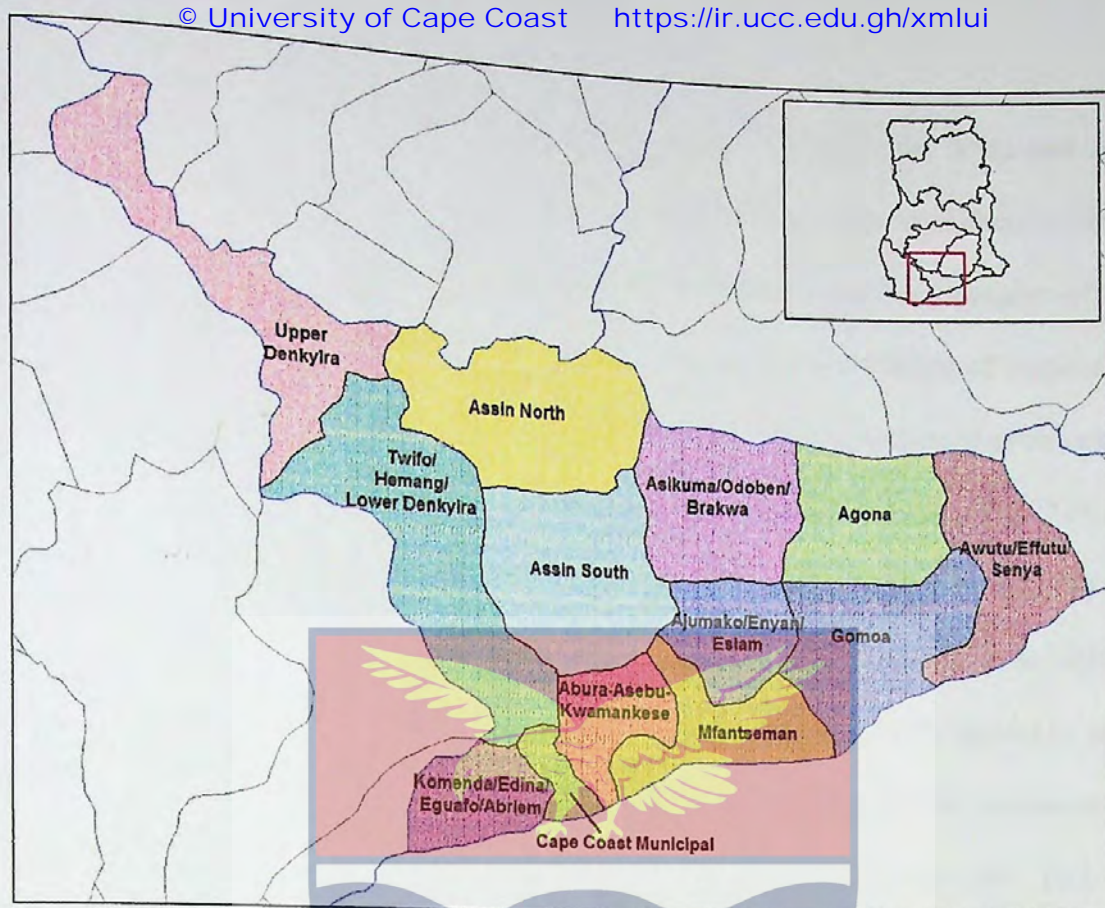 © University of Cape Coast https://ir.ucc.edu.gh/xmlui
Upper
Denkyira
Assin North
Twifo/
Hemang/
Lower Denkyira
Asikuma/Odoben/
Brakwa
Agona
Awutu/Effutu/
Senya
Assin South
Ajumako/Enyan/
Esiam
Gomoa
Abura-Asebu-
Kwamankese
Mfantseman
Komenda/Edina/
Eguafo/Abriem
Cape Coast Municipal